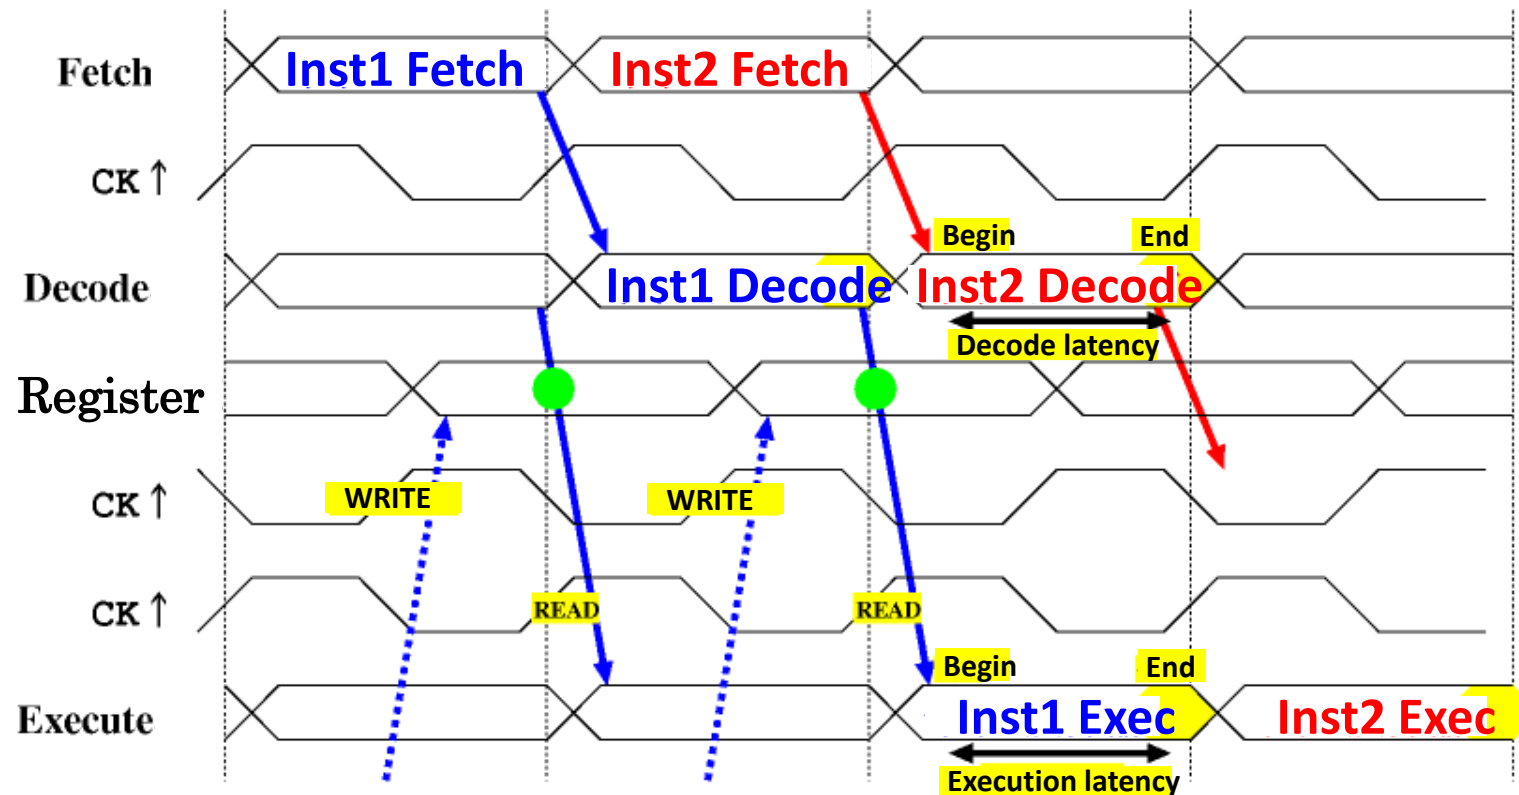 Fetch
Inst1 Fetch
Inst2 Fetch
CK ↑
Begin
End
Decode
Inst1 Decode
Inst2 Decode
Decode latency
Register
CK ↑
WRITE
WRITE
CK ↑
READ
READ
Begin
End
Execute
Inst1 Exec
Inst2 Exec
Execution latency